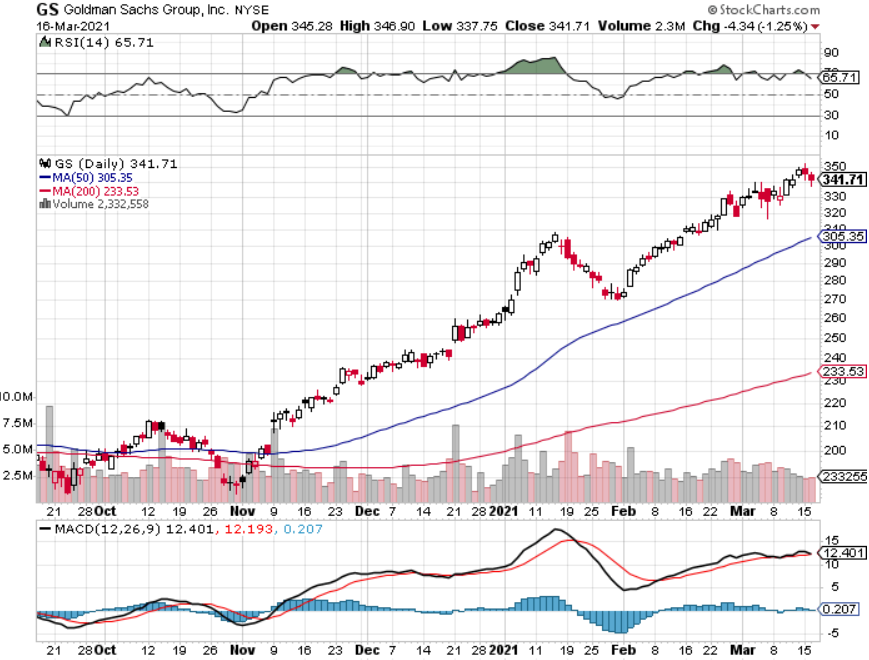 GS Goldman Sachs Group, Inc. NYSE © StockCharts.com
16-Mar-2021 Open 345.28 High 346.90 Low 337.75 Close 341.71 Volume 2.3M Chg -4.34 (-1.25%)
RSI(14) 65.71
90
65.71
50
30
10
GS (Daily) 341.71
MA(50) 305.35
MA(200) 233.53
Volume 2,332,558
350
341.71
330
320
305.35
300
290
280
270
260
250
240
233.53
230
220
210
200
233255
10.0M
7.5M
5.0M
2.5M
21 28 Oct 12 19 26 Nov 9 16 23 Dec 7 14 21 28 2021 11 19 25 Feb 8 16 22 Mar 8 15
MACD(12,26,9) 12.401, 12.193, 0.207
15
12.401
10
5
0.207
-5
21 28 Oct 12 19 26 Nov 9 16 23 Dec 7 14 21 28 2021 11 19 25 Feb 8 16 22 Mar 8 15